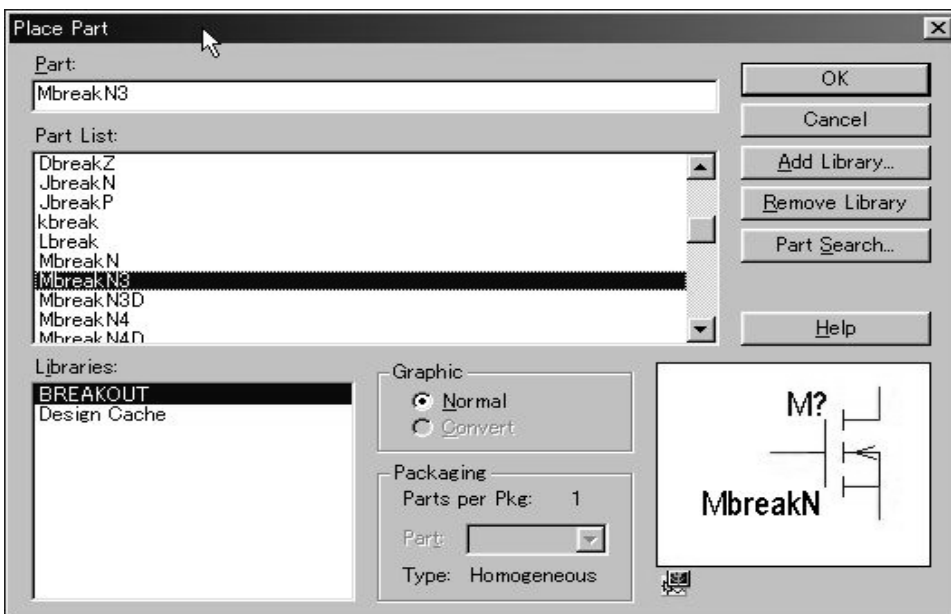 Place Part
Part:
MbreakN3
Part List:
DbreakZ
JbreakN
JbreakP
kbreak
Lbreak
MbreakN
MbreakN3
MbreakN3D
MbreakN4
MbreakN4D
OK
Cancel
Add Library...
Remove Library
Part Search...
Help
Libraries:
BREAKOUT
Design Cache
Graphic
Normal
Convert
Packaging
Parts per Pkg: 1
Part:
Type: Homogeneous
M?
MbreakN